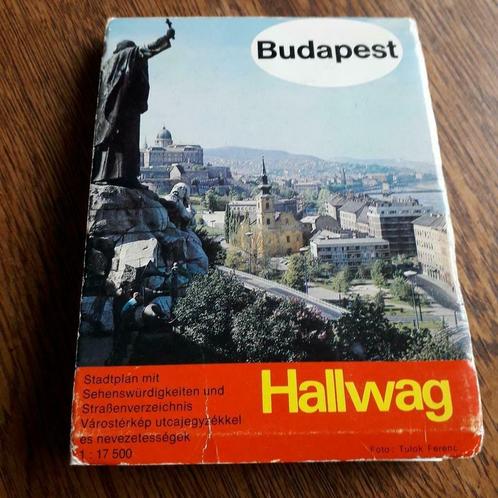 Budapest
Stadtplan mit
Sehenswürdigkeiten und
Straßenverzeichnis
Várostérkép utcajegyzékkel
és nevezetességek
1 : 17 500
Hallwag
Foto : Tulok Ferenc